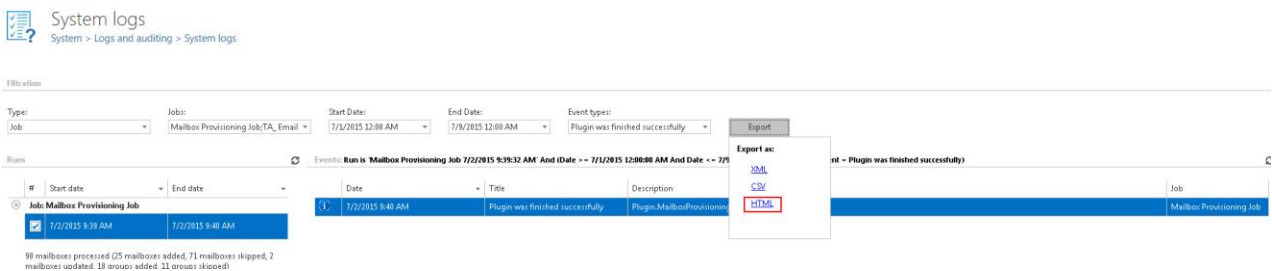 System logs
System > Logs and auditing > System logs
Filtration
Type: Jobs: Start Date: End Date: Event types:
Job Mailbox Provisioning Job;TA_ Email 7/1/2015 12:00 AM 7/9/2015 12:00 AM Plugin was finished successfully Export
Export as:
XML
CSV
HTML
Runs Events: Run is 'Mailbox Provisioning Job 7/2/2015 9:39:32 AM' And (Date >= 7/1/2015 12:00:00 AM And Date <= 7/9 nt = Plugin was finished successfully)
# Start date End date Date Title Description Job
Job: Mailbox Provisioning Job 7/2/2015 9:40 AM Plugin was finished successfully Plugin.MailboxProvisioning Mailbox Provisioning Job
7/2/2015 9:39 AM 7/2/2015 9:40 AM
98 mailboxes processed (25 mailboxes added, 71 mailboxes skipped, 2
mailboxes updated, 18 groups added, 11 groups skipped)